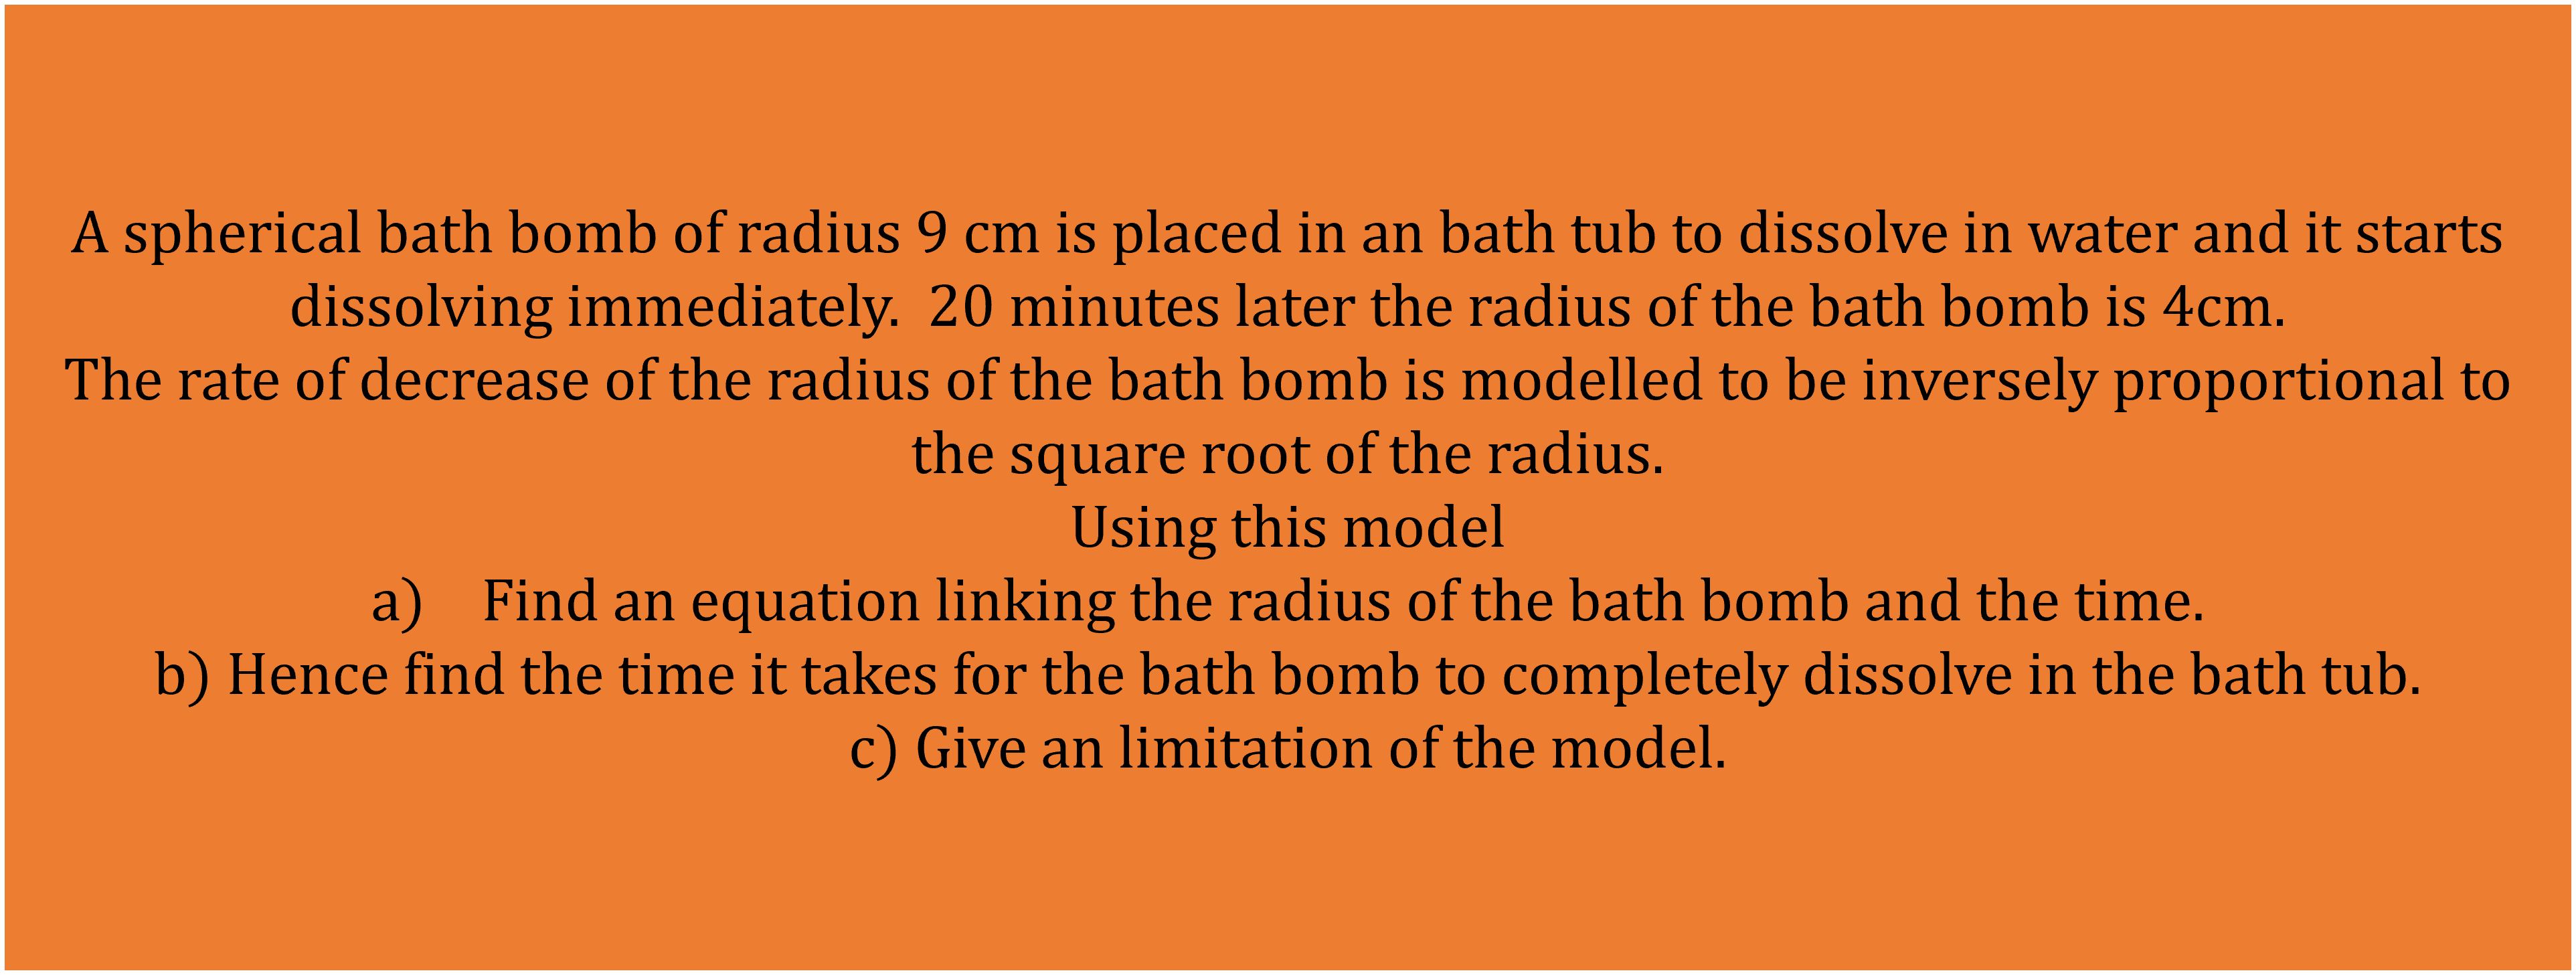 A spherical bath bomb of radius 9 cm is placed in an bath tub to dissolve in water and it starts
dissolving immediately.  20 minutes later the radius of the bath bomb is 4cm.
The rate of decrease of the radius of the bath bomb is modelled to be inversely proportional to
the square root of the radius.
Using this model
a)    Find an equation linking the radius of the bath bomb and the time.
b) Hence find the time it takes for the bath bomb to completely dissolve in the bath tub.
c) Give an limitation of the model.